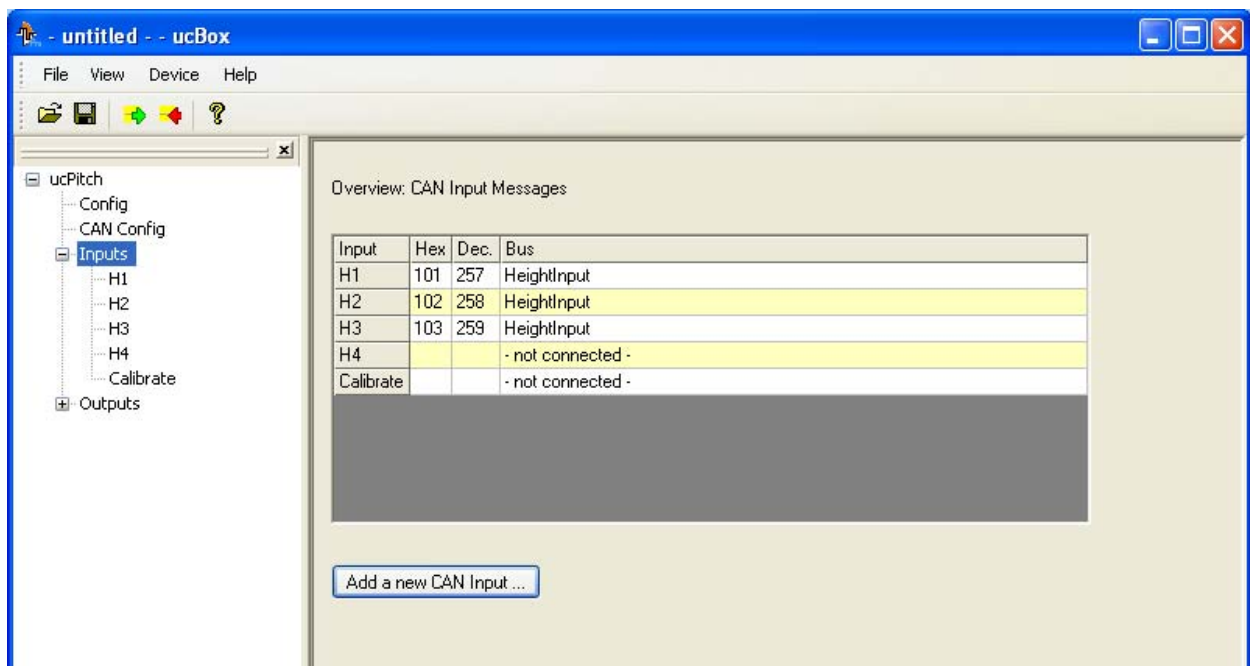 - untitled - - ucBox
File View Device Help
ucPitch
Config
CAN Config
Inputs
H1
H2
H3
H4
Calibrate
Outputs
Overview: CAN Input Messages
Input Hex Dec. Bus
H1 101 257 HeightInput
H2 102 258 HeightInput
H3 103 259 HeightInput
H4 - not connected -
Calibrate - not connected -
Add a new CAN Input ...